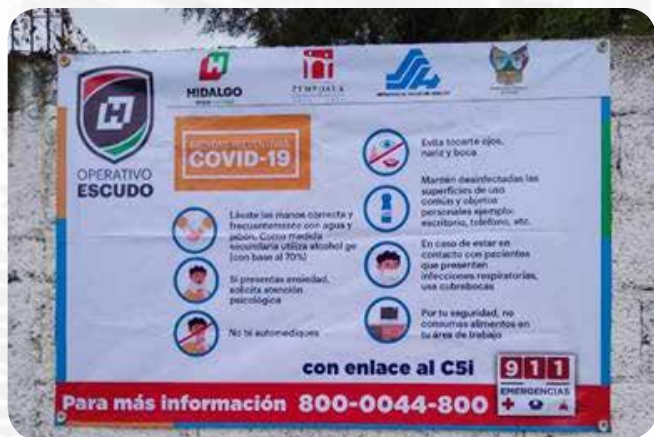 HIDALGO
ZEMPOALA
OPERATIVO
ESCUDO
MEDIDAS PREVENTIVAS
COVID-19
Lávate las manos correcta y
frecuentemente con agua y
jabón. Como medida
secundaria utiliza alcohol ge
(con base al 70%)
Si presentas ansiedad,
solicita atención
psicológica
No te automediques
Evita tocarte ojos,
nariz y boca
Mantén desinfectadas las
superficies de uso
común y objetos
personales ejemplo:
escritorio, teléfono, etc.
En caso de estar en
contacto con pacientes
que presenten
infecciones respiratorias,
usa cubrebocas
Por tu seguridad, no
consumas alimentos en
tu área de trabajo
con enlace al C5i
911
EMERGENCIAS
Para más información 800-0044-800